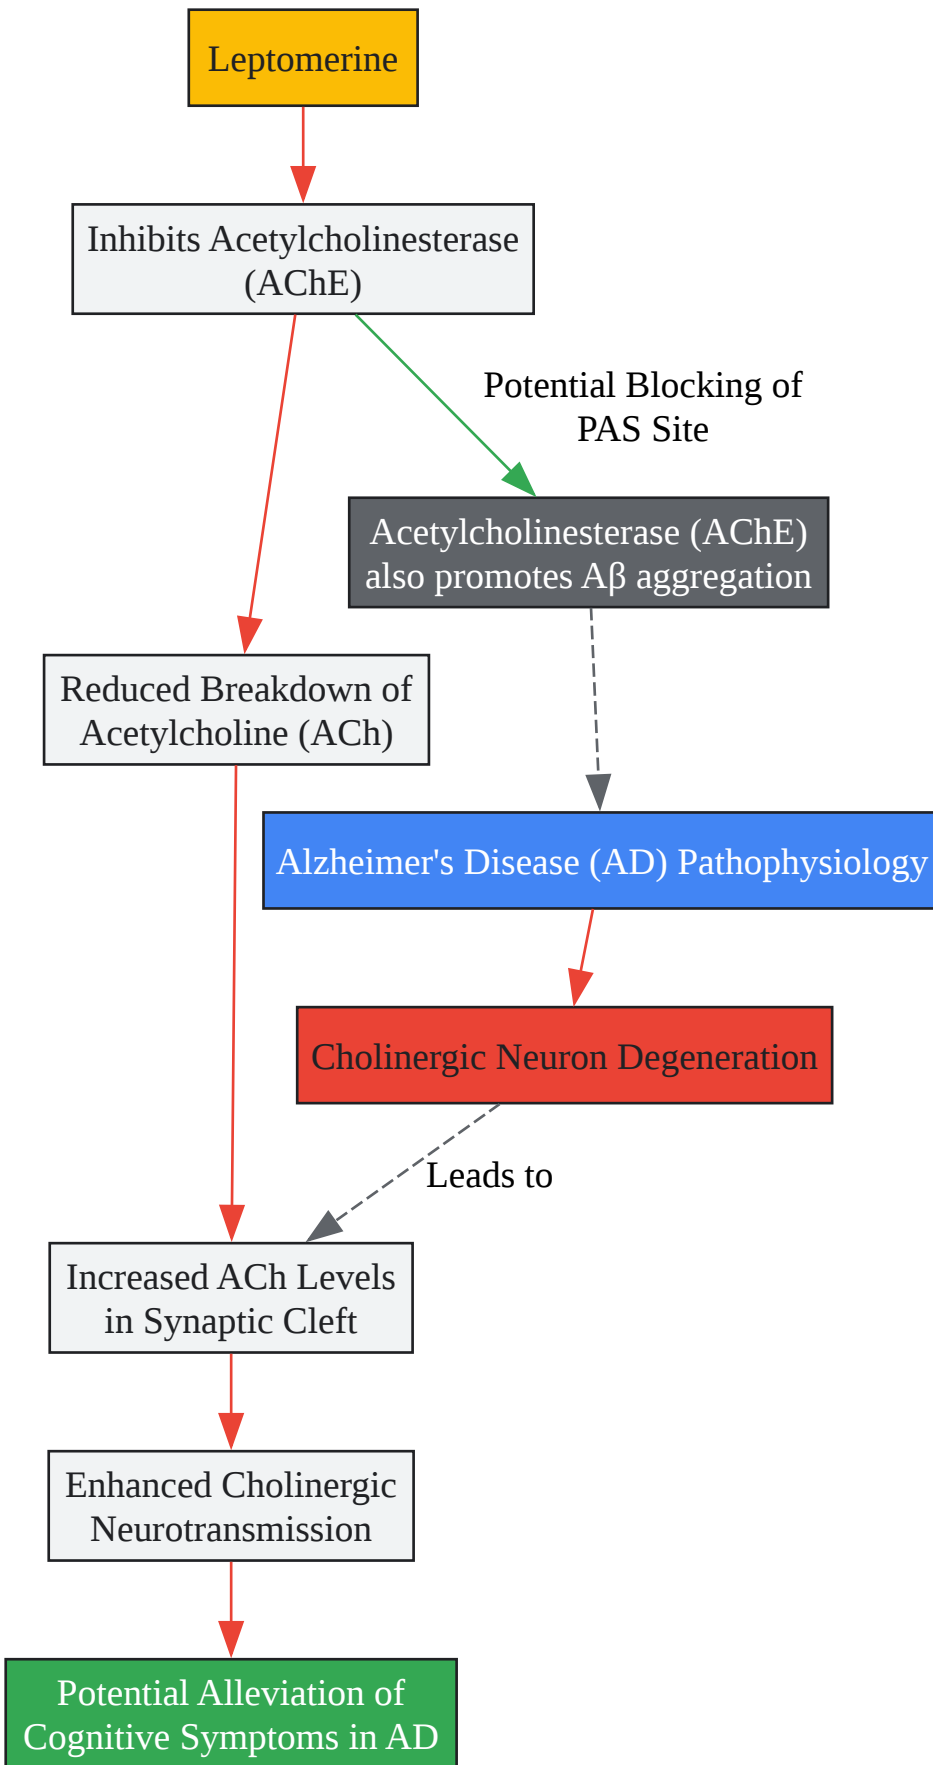 Leptomerine
Inhibits Acetylcholinesterase
(AChE)
Potential Blocking of
PAS Site
Acetylcholinesterase (AChE)
also promotes Aβ aggregation
Reduced Breakdown of
Acetylcholine (ACh)
Alzheimer's Disease (AD) Pathophysiology
Cholinergic Neuron Degeneration
Leads to
Increased ACh Levels
in Synaptic Cleft
Enhanced Cholinergic
Neurotransmission
Potential Alleviation of
Cognitive Symptoms in AD